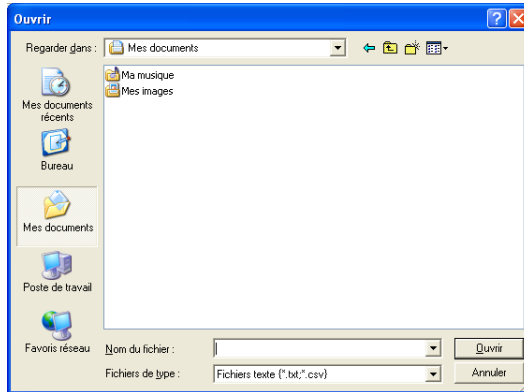 Ouvrir
Regarder dans :
Mes documents
Ma musique
Mes images
Mes documents
récents
Bureau
Mes documents
Poste de travail
Favoris réseau
Nom du fichier :
Ouvrir
Fichiers de type :
Fichiers texte {*.txt;*.csv}
Annuler